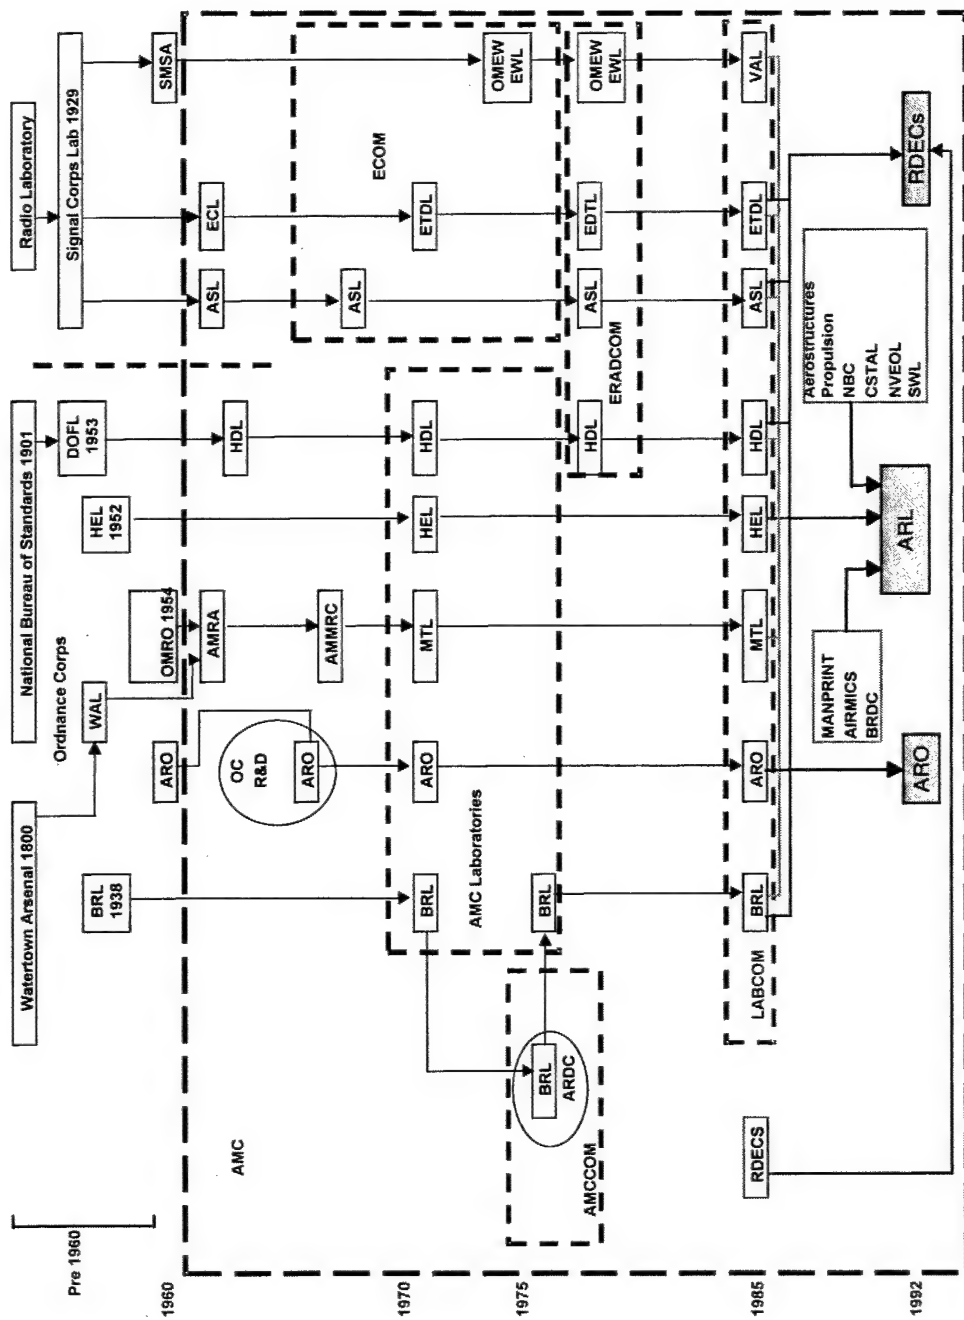 Watertown Arsenal 1800
National Bureau of Standards 1901
Radio Laboratory
Pre 1960
Ordnance Corps
Signal Corps Lab 1929
BRL
1938
WAL
HEL
1952
DOFL
1953
1960
ARO
OMRO 1954
SMSA
AMRA
ASL
ECL
AMC
OC
R&D
HDL
ARO
AMMRC
ASL
ECOM
1970
BRL
ARO
MTL
HEL
HDL
ETDL
AMC Laboratories
OMEW
EWL
1975
BRL
ARDC
BRL
AMCCOM
HDL
ASL
EDTL
OMEW
EWL
ERADCOM
1985
RDECS
LABCOM
BRL
ARO
MTL
HEL
HDL
ASL
ETDL
VAL
MANPRINT
AIRMICS
BRDC
Aerostructures
Propulsion
NBC
CSTAL
NVEOL
SWL
1992
ARO
ARL
RDECs